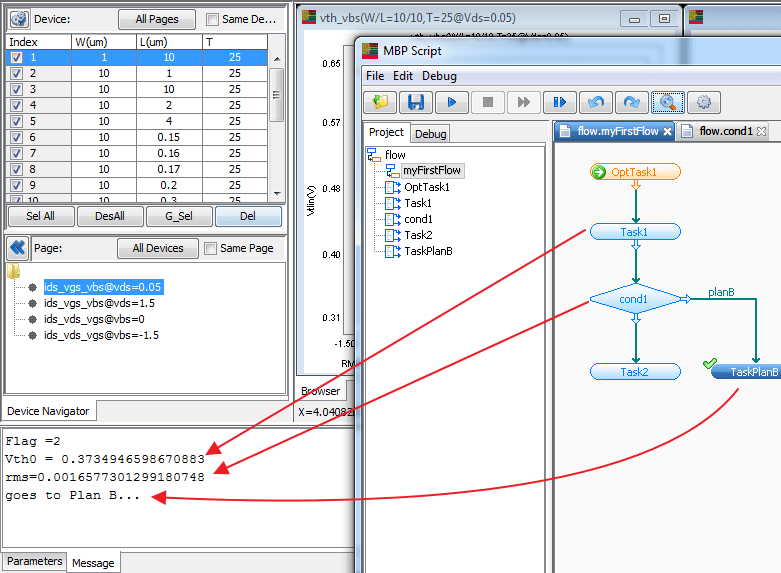 Device:
All Pages
Same De...
Index W(um) L(um) T
1 1 10 25
2 10 1 25
3 10 10 25
4 10 2 25
5 10 4 25
6 10 0.15 25
7 10 0.16 25
8 10 0.17 25
9 10 0.2 25
10 10 0.3 25
Sel All
DesAll
G_Sel
Del
Page:
All Devices
Same Page
ids_vgs_vbs@vds=0.05
ids_vgs_vbs@vds=1.5
ids_vds_vgs@vbs=0
ids_vds_vgs@vbs=-1.5
Device Navigator
Flag =2
Vth0 = 0.3734946598670883
rms=0.0016577301299180748
goes to Plan B...
Parameters
Message
vth_vbs(W/L=10/10,T=25@Vds=0.05)
0.65
0.57
0.48
0.40
0.31
Vtlin(V)
-1.50
Browser
MBP Script
File Edit Debug
Project
Debug
flow
myFirstFlow
OptTask1
Task1
cond1
Task2
TaskPlanB
flow.myFirstFlow
flow.cond1
OptTask1
Task1
cond1
planB
Task2
TaskPlanB